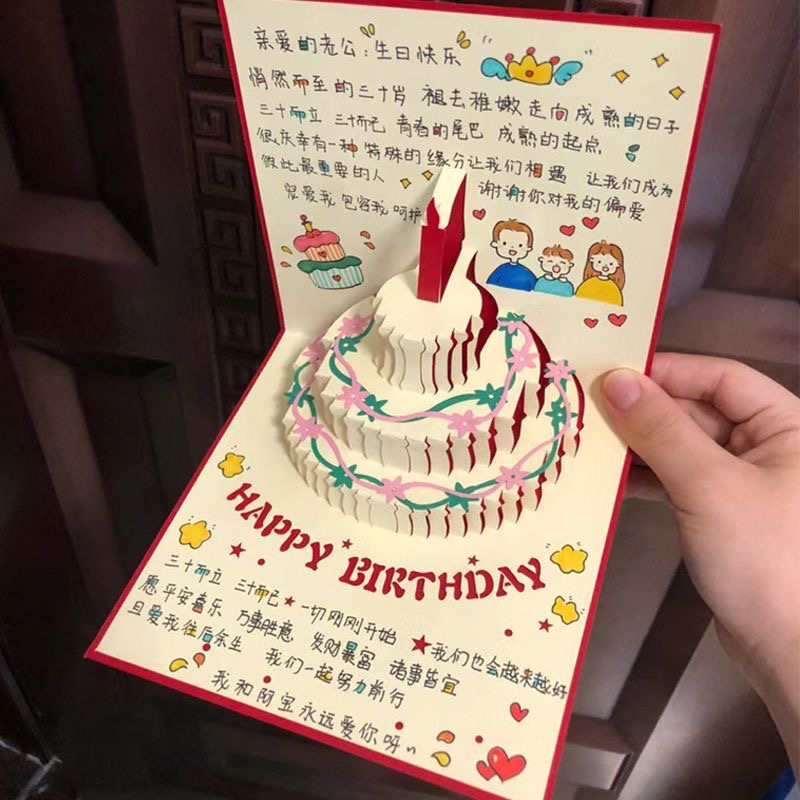 亲爱的老公:生日快乐
悄然而至的三十岁 褪去稚嫩走向成熟的日子
三十而立 三十而已 青春的尾巴 成熟的起点
很庆幸有一种特殊的缘分让我们相遇 让我们成为
彼此最重要的人
宠爱我 包容我 呵护 谢谢你对我的偏爱
HAPPY BIRTHDAY
三十而立 三十而已 一切刚刚开始 我们也会越来越好
愿平安喜乐 万事胜意 发财暴富 诸事皆宜
且爱我往后余生 我们一起努力前行
我和阿宝永远爱你呀~